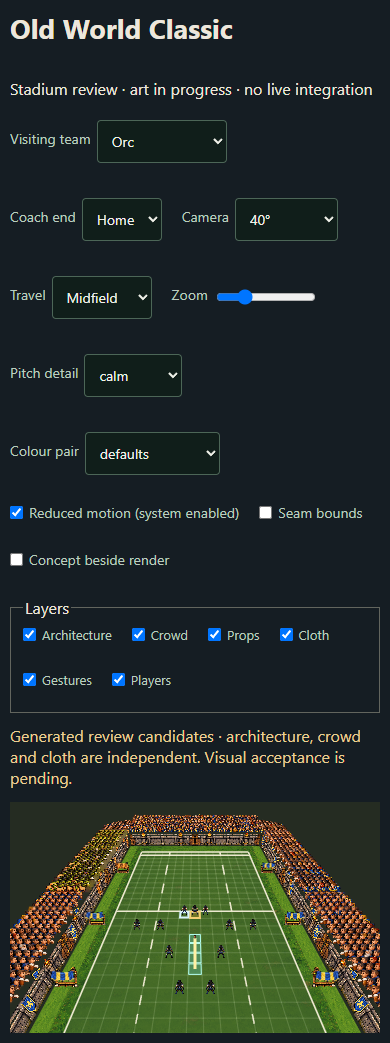 Old World Classic
Stadium review · art in progress · no live integration
Visiting team Orc
Coach end Home Camera 40°
Travel Midfield Zoom
Pitch detail calm
Colour pair defaults
Reduced motion (system enabled) Seam bounds
Concept beside render
Layers
Architecture Crowd Props Cloth
Gestures Players
Generated review candidates · architecture, crowd
and cloth are independent. Visual acceptance is
pending.